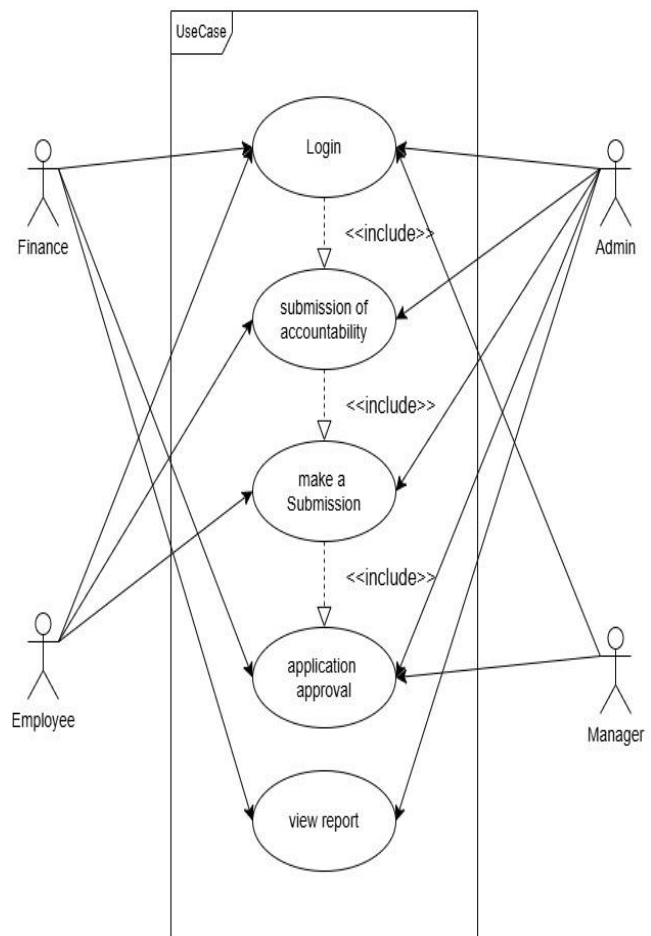 UseCase
Login
Finance
Admin
<<include>>
submission of
accountability
<<include>>
make a
Submission
<<include>>
application
approval
Employee
Manager
view report